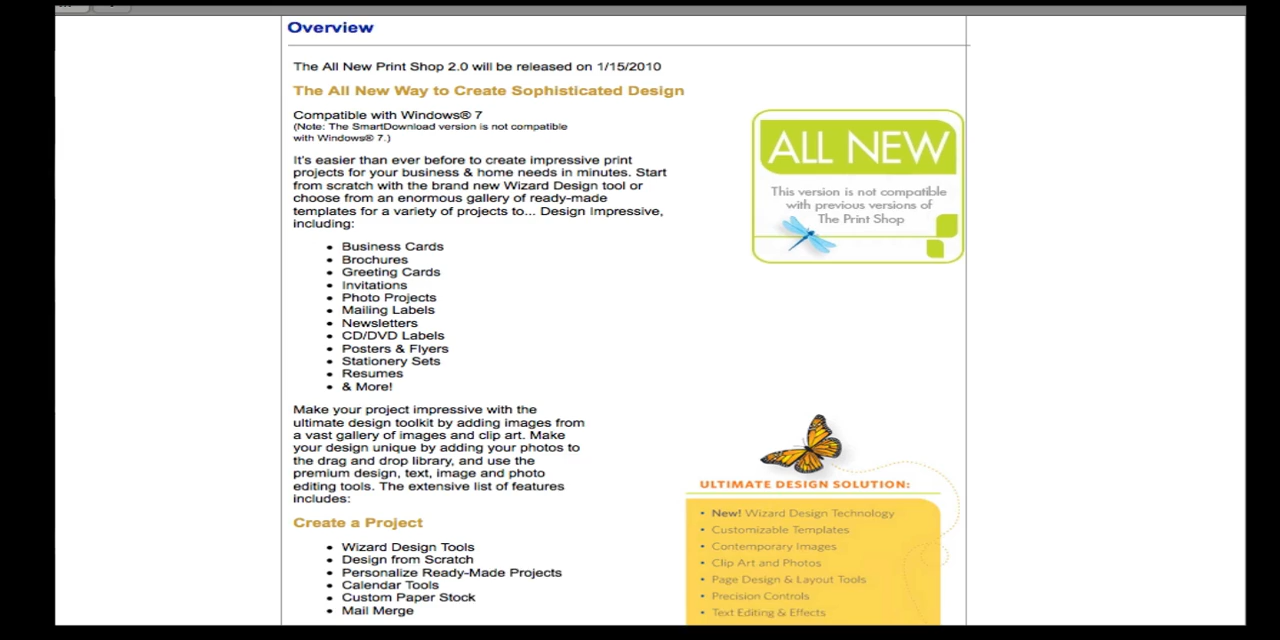 Overview
The All New Print Shop 2.0 will be released on 1/15/2010
The All New Way to Create Sophisticated Design
Compatible with Windows® 7
(Note: The SmartDownload version is not compatible
with Windows® 7.)
It's easier than ever before to create impressive print
projects for your business & home needs in minutes. Start
from scratch with the brand new Wizard Design tool or
choose from an enormous gallery of ready-made
templates for a variety of projects to... Design Impressive,
including:
• Business Cards
• Brochures
• Greeting Cards
• Invitations
• Photo Projects
• Mailing Labels
• Newsletters
• CD/DVD Labels
• Posters & Flyers
• Stationery Sets
• Resumes
• & More!
ALL NEW
This version is not compatible
with previous versions of
The Print Shop
Make your project impressive with the
ultimate design toolkit by adding images from
a vast gallery of images and clip art. Make
your design unique by adding your photos to
the drag and drop library, and use the
premium design, text, image and photo
editing tools. The extensive list of features
includes:
Create a Project
• Wizard Design Tools
• Design from Scratch
• Personalize Ready-Made Projects
• Calendar Tools
• Custom Paper Stock
• Mail Merge
ULTIMATE DESIGN SOLUTION:
• New! Wizard Design Technology
• Customizable Templates
• Contemporary Images
• Clip Art and Photos
• Page Design & Layout Tools
• Precision Controls
• Text Editing & Effects